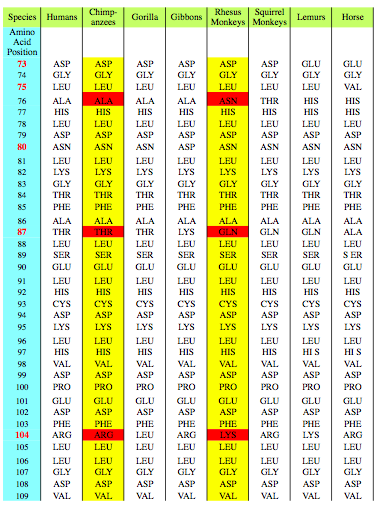 Species Humans Chimp-anzees Gorilla Gibbons Rhesus Monkeys Squirrel Monkeys Lemurs Horse
Amino
Acid
Position
73 ASP ASP ASP ASP ASP ASP GLU GLU
74 GLY GLY GLY GLY GLY GLY GLY GLY
75 LEU LEU LEU LEU LEU LEU LEU VAL
76 ALA ALA ALA ALA ASN THR HIS HIS
77 HIS HIS HIS HIS HIS HIS HIS HIS
78 LEU LEU LEU LEU LEU LEU LEU LEU
79 ASP ASP ASP ASP ASP ASP ASP ASP
80 ASN ASN ASN ASP ASN ASN ASN ASN
81 LEU LEU LEU LEU LEU LEU LEU LEU
82 LYS LYS LYS LYS LYS LYS LYS LYS
83 GLY GLY GLY GLY GLY GLY GLY GLY
84 THR THR THR THR THR THR THR THR
85 PHE PHE PHE PHE PHE PHE PHE PHE
86 ALA ALA ALA ALA ALA ALA ALA ALA
87 THR THR THR LYS GLN GLN GLN ALA
88 LEU LEU LEU LEU LEU LEU LEU LEU
89 SER SER SER SER SER SER SER S ER
90 GLU GLU GLU GLU GLU GLU GLU GLU
91 LEU LEU LEU LEU LEU LEU LEU LEU
92 HIS HIS HIS HIS HIS HIS HIS HIS
93 CYS CYS CYS CYS CYS CYS CYS CYS
94 ASP ASP ASP ASP ASP ASP ASP ASP
95 LYS LYS LYS LYS LYS LYS LYS LYS
96 LEU LEU LEU LEU LEU LEU LEU LEU
97 HIS HIS HIS HIS HIS HIS HI S HI S
98 VAL VAL VAL VAL VAL VAL VAL VAL
99 ASP ASP ASP ASP ASP ASP ASP ASP
100 PRO PRO PRO PRO PRO PRO PRO PRO
101 GLU GLU GLU GLU GLU GLU GLU GLU
102 ASP ASP ASP ASP ASP ASP ASP ASP
103 PHE PHE PHE PHE PHE PHE PHE PHE
104 ARG ARG LEU ARG LYS ARG LYS ARG
105 LEU LEU LEU LEU LEU LEU LEU LEU
106 LEU LEU LEU LEU LEU LEU LEU LEU
107 GLY GLY GLY GLY GLY GLY GLY GLY
108 ASP ASP ASP ASP ASP ASP ASP ASP
109 VAL VAL VAL VAL VAL VAL VAL VAL